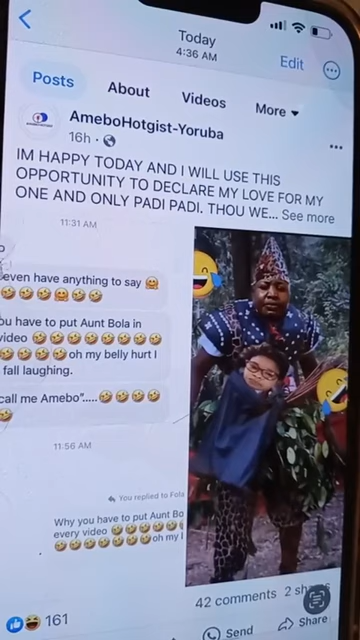 Today
4:36 AM
Edit
Posts
About
Videos
More
AmeboHotgist-Yoruba
16h ·
IM HAPPY TODAY AND I WILL USE THIS
OPPORTUNITY TO DECLARE MY LOVE FOR MY
ONE AND ONLY PADI PADI. THOU WE... See more
11:31 AM
even have anything to say 🤗
🤣🤣🤣🤗🤣🤣
ou have to put Aunt Bola in
video 🤣🤣🤣🤣🤣🤣🤣
🤣🤣🤣🤣oh my belly hurt I
fall laughing.
call me Amebo".....🤣🤣🤣🤣
🤣
11:56 AM
You replied to Fola
Why you have to put Aunt Bo
every video 🤣🤣🤣🤣
🤣🤣🤣🤣🤣🤣🤣oh my l
161
42 comments
Send
Share